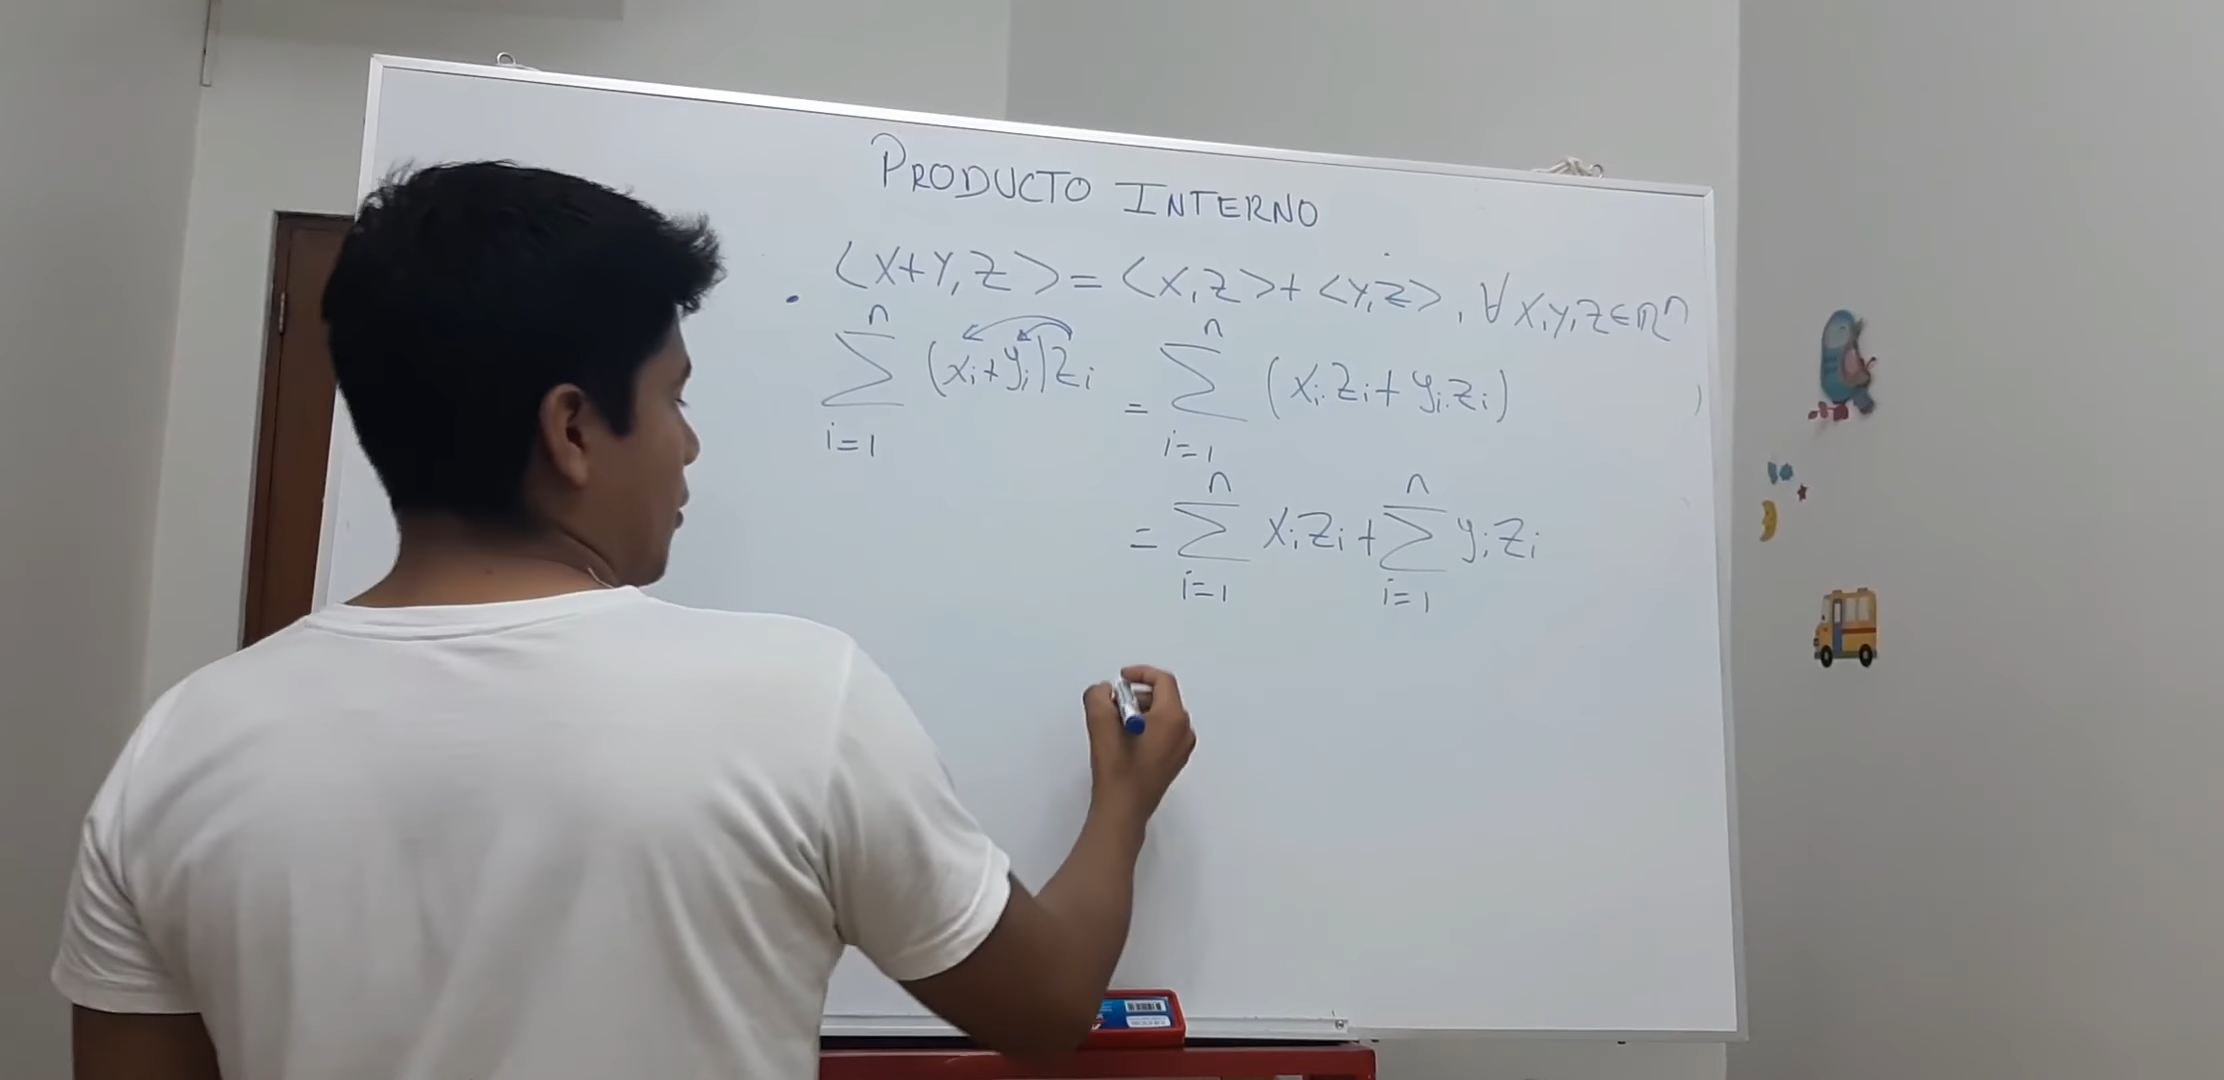 PRODUCTO INTERNO
• ⟨x+y, z⟩ = ⟨x, z⟩ + ⟨y, z⟩, ∀ x, y, z ∈ ℝⁿ
∑_{i=1}^{n} (xᵢ + yᵢ) zᵢ = ∑_{i=1}^{n} (xᵢ zᵢ + yᵢ zᵢ)
= ∑_{i=1}^{n} xᵢ zᵢ + ∑_{i=1}^{n} yᵢ zᵢ